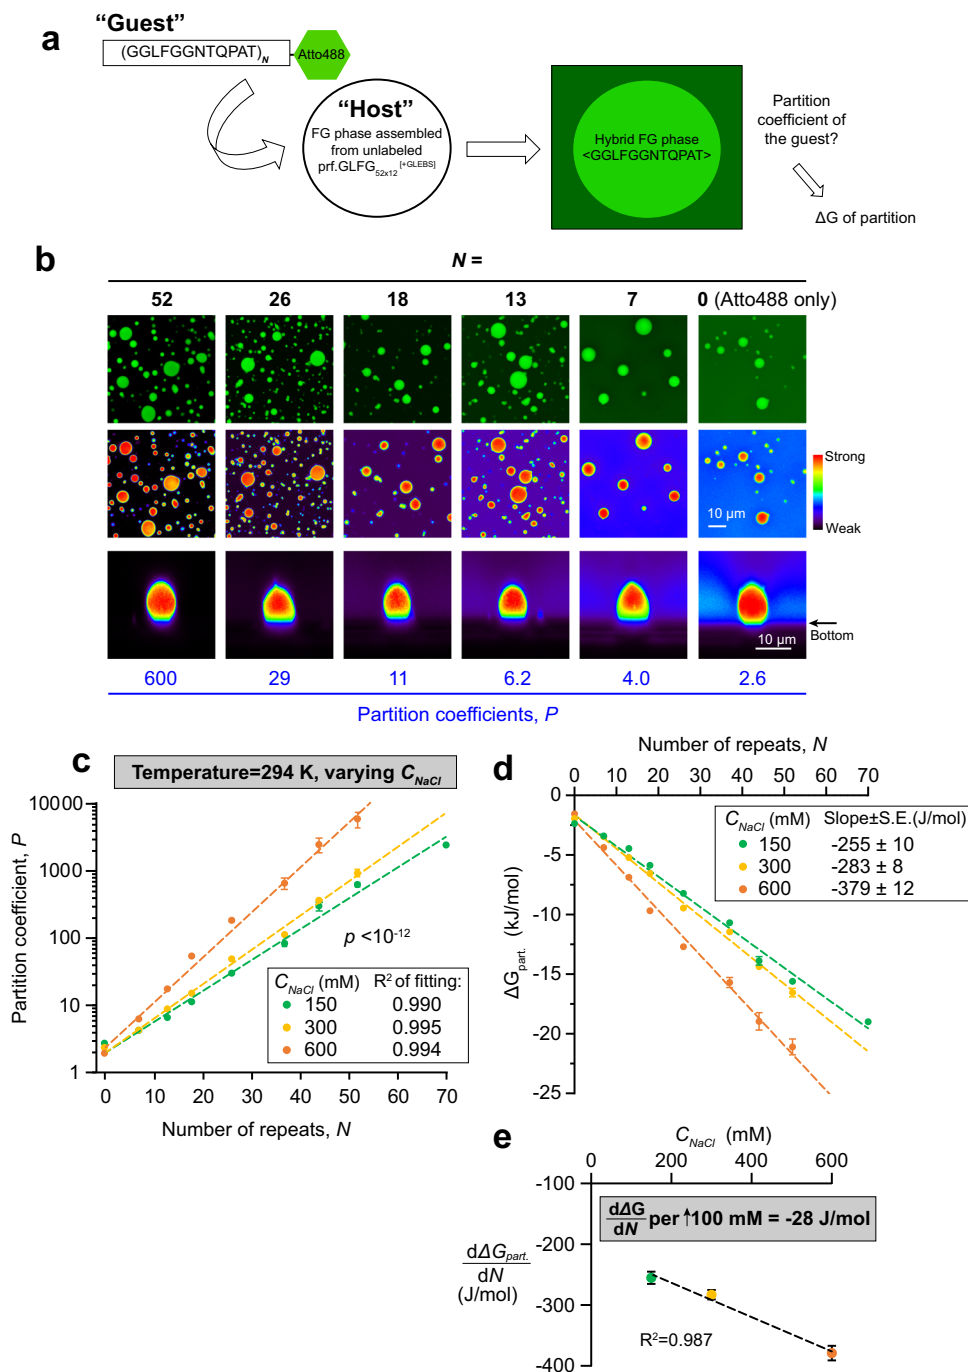 a
"Guest"
(GGLFGGNTQPAT)N
Atto488
"Host"
FG phase assembled
from unlabeled
prf.GLFG52x12 [+GLEBS]
Hybrid FG phase
<GGLFGGNTQPAT>
Partition
coefficient of
the guest?
ΔG of partition
b
N =
52 26 18 13 7 0 (Atto488 only)
Strong
10 µm
Weak
Bottom
10 µm
600 29 11 6.2 4.0 2.6
Partition coefficients, P
c
Temperature=294 K, varying CNaCl
Partition coefficient, P
10000
1000
100
10
1
p <10-12
CNaCl (mM) R2 of fitting:
150 0.990
300 0.995
600 0.994
0 10 20 30 40 50 60 70
Number of repeats, N
d
Number of repeats, N
0 10 20 30 40 50 60 70
ΔGpart. (kJ/mol)
0
-5
-10
-15
-20
-25
CNaCl (mM) Slope±S.E.(J/mol)
150 -255 ± 10
300 -283 ± 8
600 -379 ± 12
e
CNaCl (mM)
0 200 400 600
-100
-200
-300
-400
dΔG/dN per ↑100 mM = -28 J/mol
dΔGpart.
dN
(J/mol)
R2=0.987